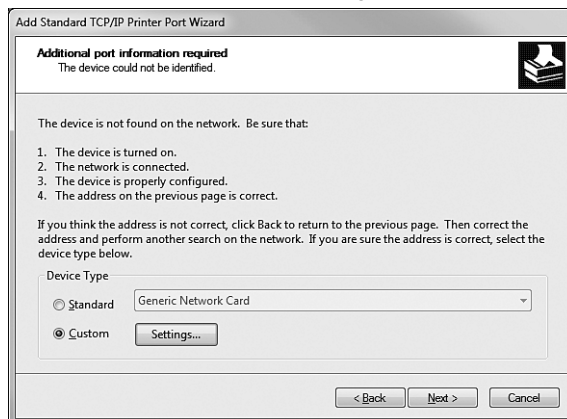 Add Standard TCP/IP Printer Port Wizard
Additional port information required
The device could not be identified.
The device is not found on the network. Be sure that:
1. The device is turned on.
2. The network is connected.
3. The device is properly configured.
4. The address on the previous page is correct.
If you think the address is not correct, click Back to return to the previous page. Then correct the
address and perform another search on the network. If you are sure the address is correct, select the
device type below.
Device Type
Standard
Generic Network Card
Custom
Settings...
< Back
Next >
Cancel